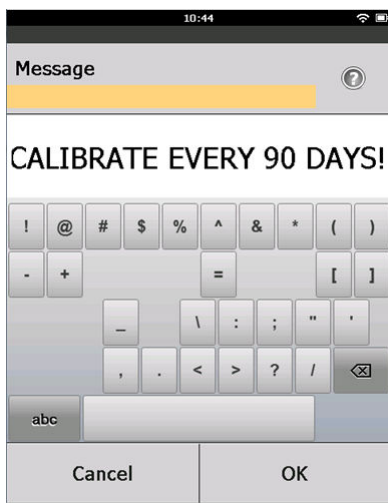 10:44
Message
CALIBRATE EVERY 90 DAYS!
! @ # $ % ^ & * ( )
- + = [ ]
_ \ : ; " '
, . < > ? /
abc
Cancel OK